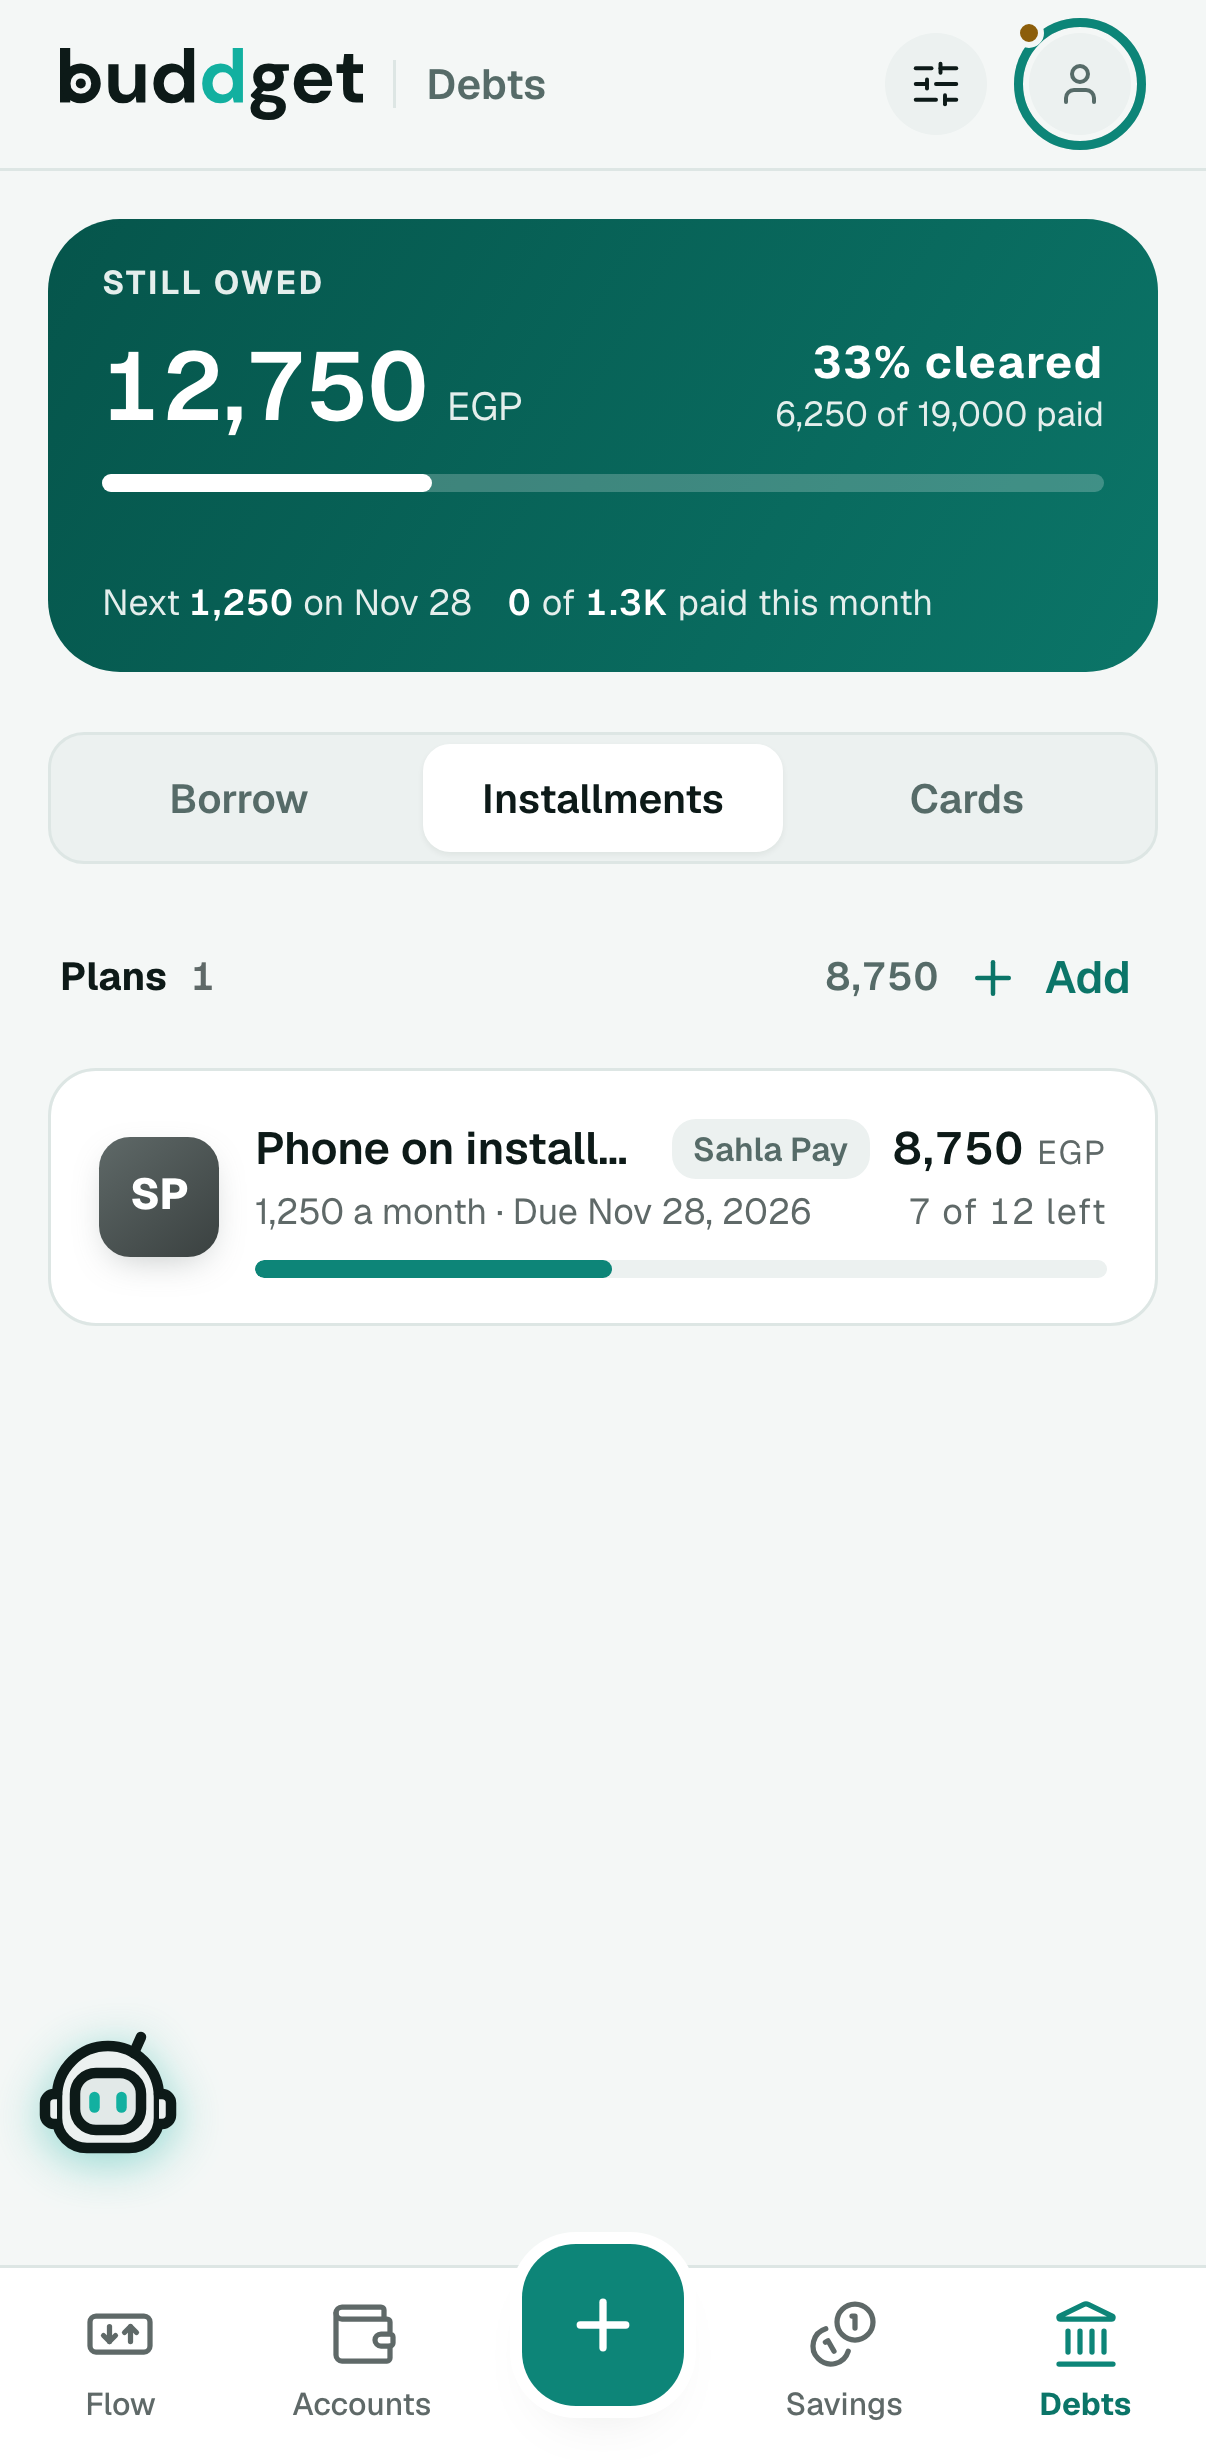 buddget
Debts
STILL OWED
12,750 EGP
33% cleared
6,250 of 19,000 paid
Next 1,250 on Nov 28 0 of 1.3K paid this month
Borrow
Installments
Cards
Plans 1
8,750
Add
SP
Phone on install...
Sahla Pay
8,750 EGP
1,250 a month · Due Nov 28, 2026
7 of 12 left
Flow
Accounts
Savings
Debts